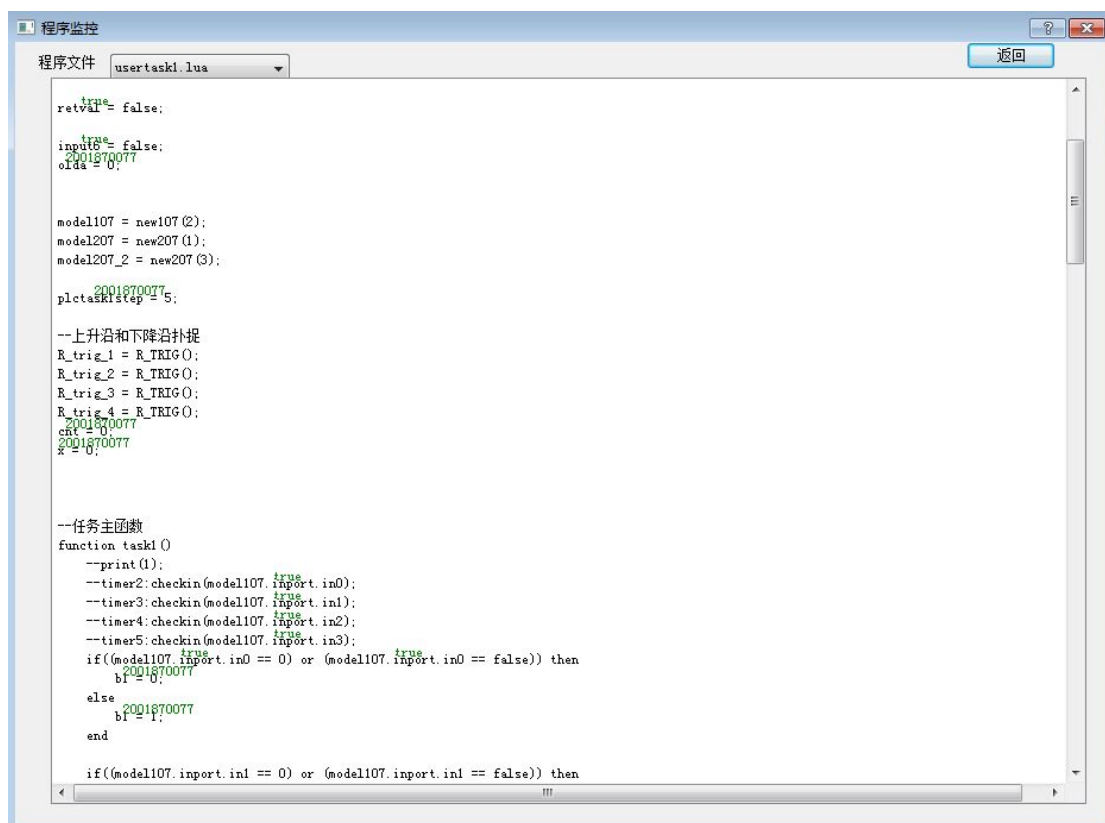 程序监控
程序文件
usertask1.lua
返回
true
retval = false;
true
input6 = false;
2001870077
olda = 0;
model107 = new107(2);
model207 = new207(1);
model207_2 = new207(3);
2001870077
plctask1step = 5;
--上升沿和下降沿扑捉
R_trig_1 = R_TRIG();
R_trig_2 = R_TRIG();
R_trig_3 = R_TRIG();
R_trig_4 = R_TRIG();
2001870077
cnt = 0;
2001870077
x = 0;
--任务主函数
function task1()
--print(1);
true
--timer2:checkin(model107.inport.in0);
true
--timer3:checkin(model107.inport.in1);
true
--timer4:checkin(model107.inport.in2);
true
--timer5:checkin(model107.inport.in3);
true true
if((model107.inport.in0 == 0) or (model107.inport.in0 == false)) then
2001870077
b1 = 0;
else
2001870077
b1 = 1;
end
if((model107.inport.in1 == 0) or (model107.inport.in1 == false)) then